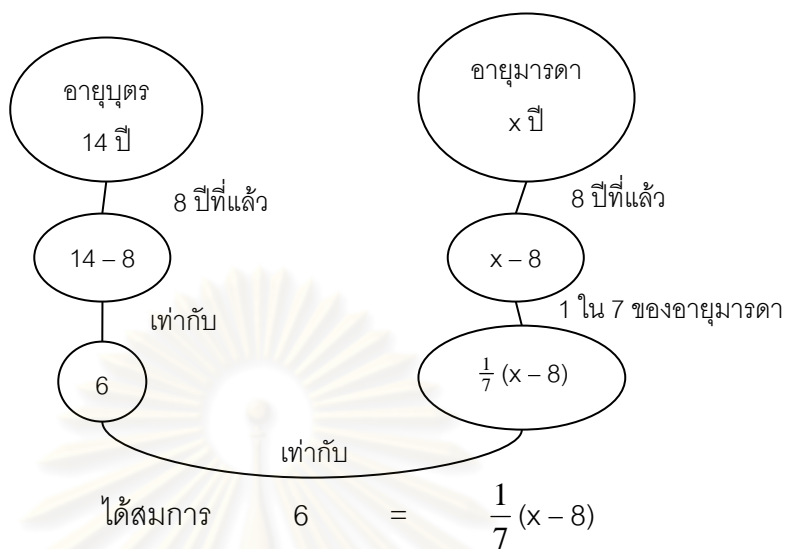 อายุบุตร
14 ปี
อายุมารดา
x ปี
8 ปีที่แล้ว
8 ปีที่แล้ว
14 – 8
x – 8
เท่ากับ
1 ใน 7 ของอายุมารดา
6
1/7 (x – 8)
เท่ากับ
ได้สมการ 6 = 1/7 (x – 8)